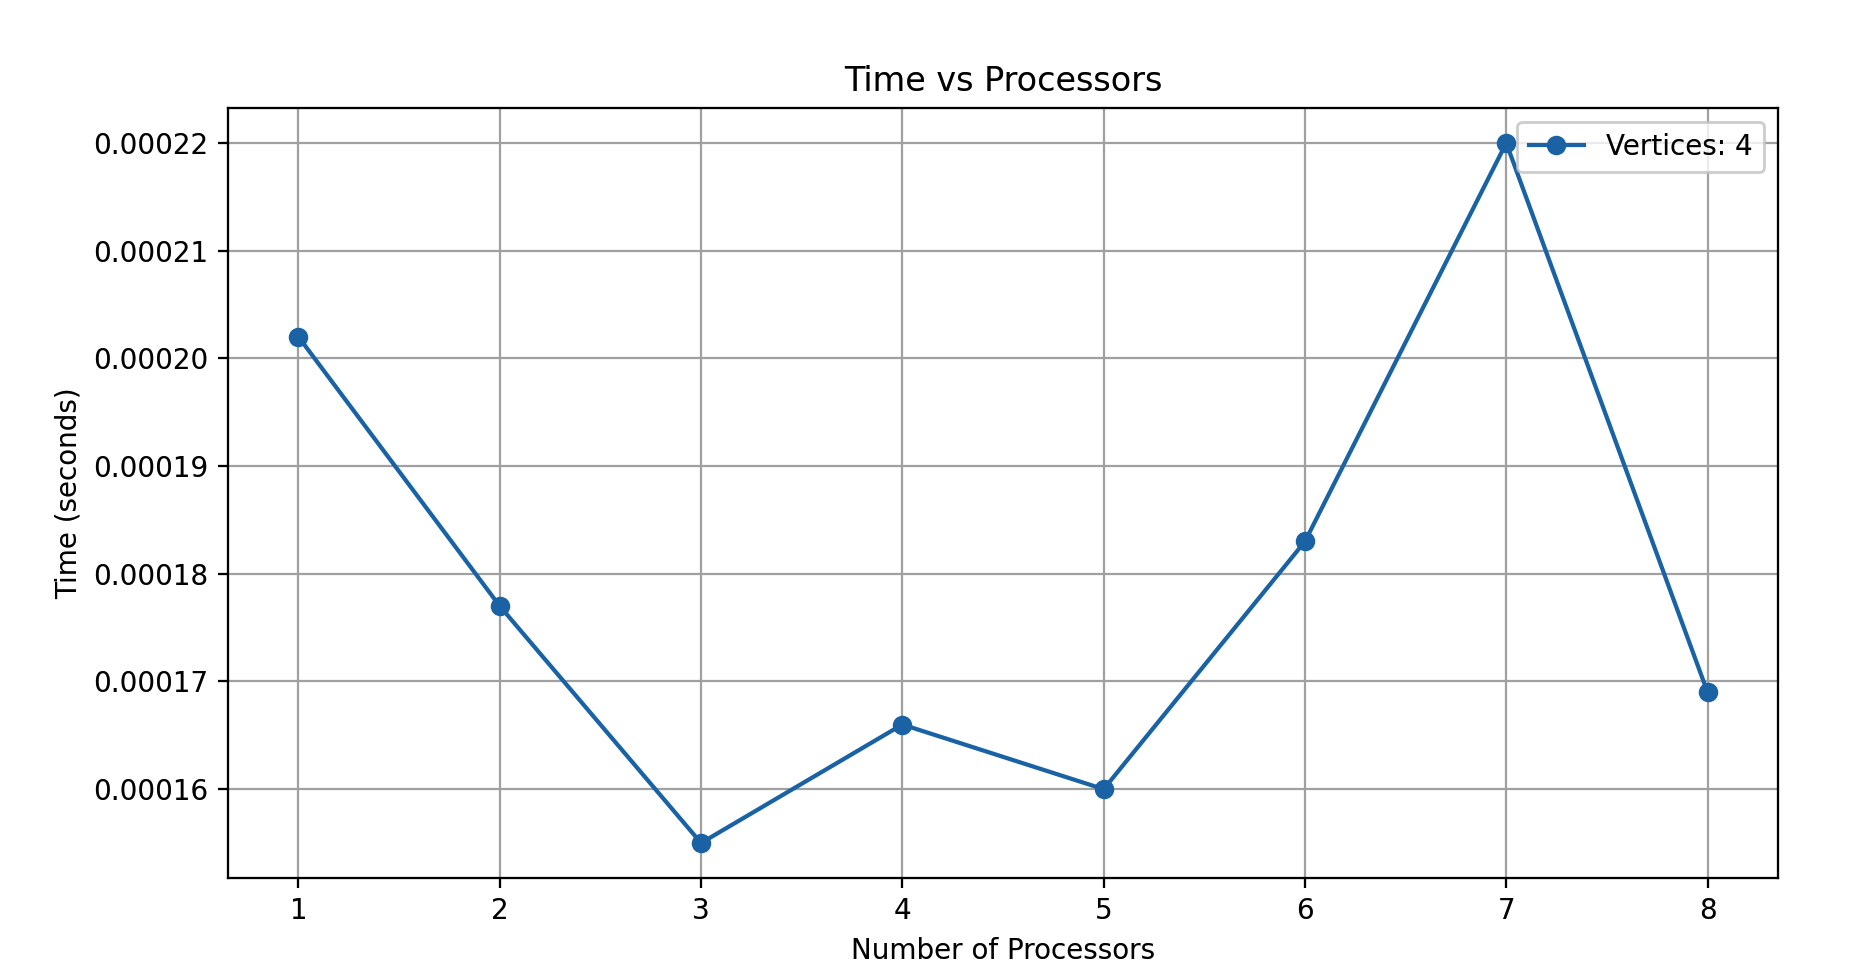 Time vs Processors
Vertices: 4
Time (seconds)
0.00022
0.00021
0.00020
0.00019
0.00018
0.00017
0.00016
1 2 3 4 5 6 7 8
Number of Processors